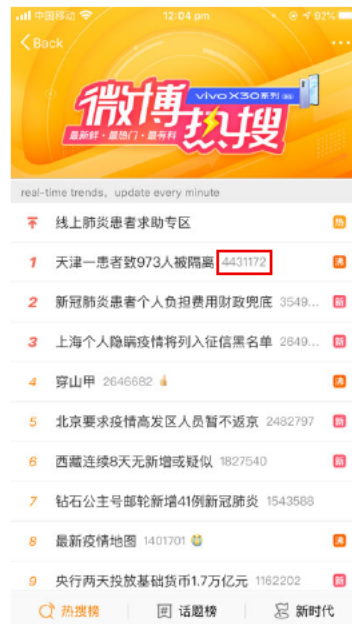 中国移动 12:04 pm 92%
Back
微博热搜
vivo X30系列 5G
最新鲜·最热门·最有料
real-time trends, update every minute
线上肺炎患者求助专区 热
1 天津一患者致973人被隔离 4431172 沸
2 新冠肺炎患者个人负担费用财政兜底 3549... 新
3 上海个人隐瞒疫情将列入征信黑名单 2649... 新
4 穿山甲 2646682 沸
5 北京要求疫情高发区人员暂不返京 2482797 新
6 西藏连续8天无新增或疑似 1827540 新
7 钻石公主号邮轮新增41例新冠肺炎 1543588
8 最新疫情地图 1401701 沸
9 央行两天投放基础货币1.7万亿元 1162202 新
热搜榜 # 话题榜 新时代